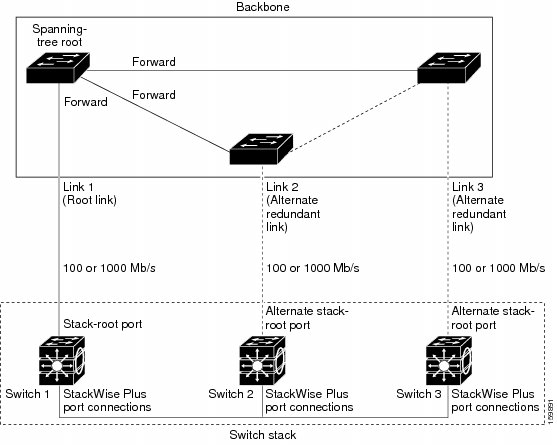 Backbone
Spanning-
tree root
Forward
Forward
Forward
Link 1
(Root link)
Link 2
(Alternate
redundant
link)
Link 3
(Alternate
redundant
link)
100 or 1000 Mb/s
100 or 1000 Mb/s
100 or 1000 Mb/s
Stack-root port
Alternate stack-
root port
Alternate stack-
root port
Switch 1
StackWise Plus
port connections
Switch 2
StackWise Plus
port connections
Switch 3
StackWise Plus
port connections
159891
Switch stack